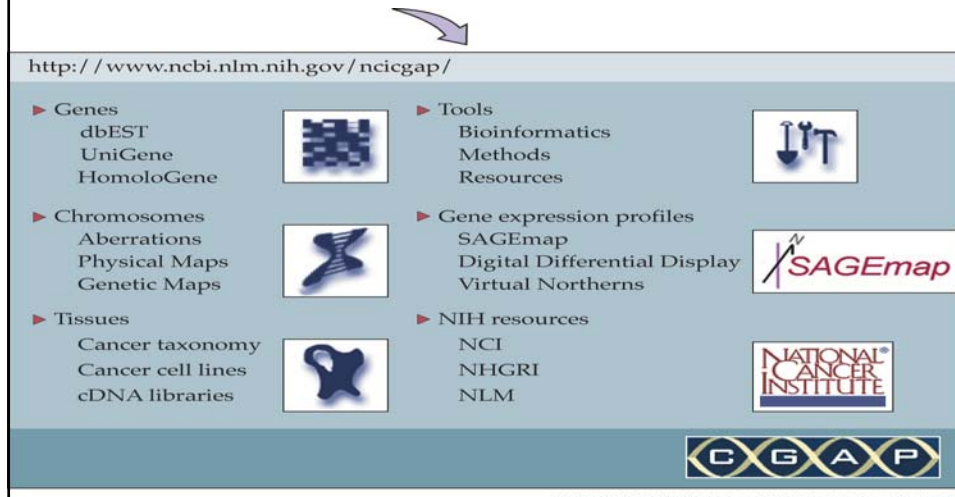 http://www.ncbi.nlm.nih.gov/ncicgap/
Genes
dbEST
UniGene
HomoloGene
Chromosomes
Aberrations
Physical Maps
Genetic Maps
Tissues
Cancer taxonomy
Cancer cell lines
cDNA libraries
Tools
Bioinformatics
Methods
Resources
Gene expression profiles
SAGEmap
Digital Differential Display
Virtual Northerns
N
SAGEmap
NIH resources
NCI
NHGRI
NLM
NATIONAL®
CANCER
INSTITUTE
CGAP